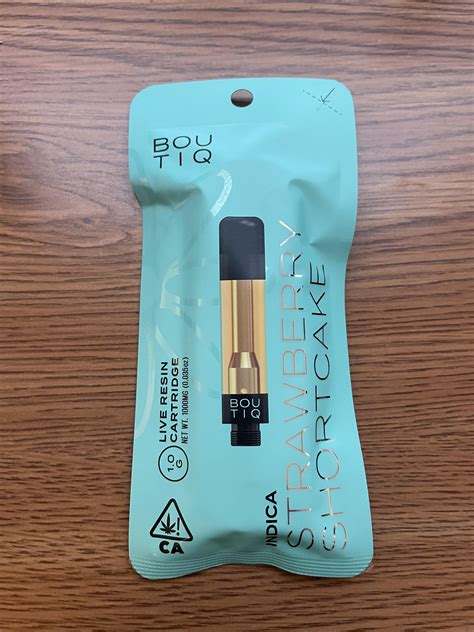 BOU
TIQ
BOU
TIQ
LIVE RESIN
CARTRIDGE
NET WT. 1000MG (0.035oz)
1.0
G
CA
INDICA
STRAWBERRY
SHORTCAKE